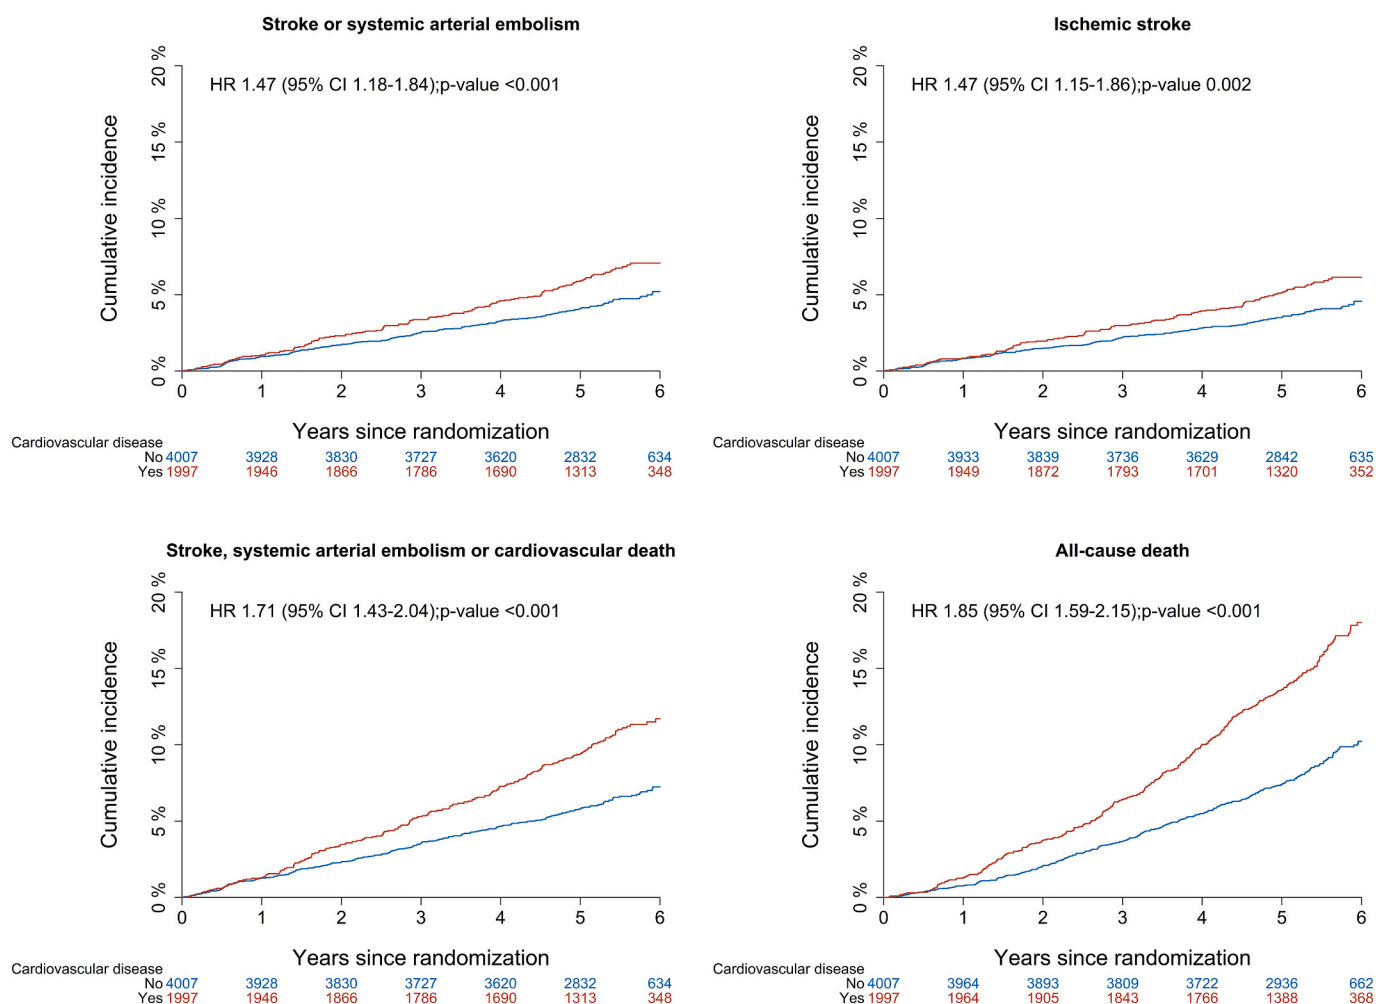 Stroke or systemic arterial embolism
HR 1.47 (95% CI 1.18-1.84);p-value <0.001
Cumulative incidence
20 %
15 %
10 %
5 %
0 %
0 1 2 3 4 5 6
Years since randomization
Cardiovascular disease
No 4007 3928 3830 3727 3620 2832 634
Yes 1997 1946 1866 1786 1690 1313 348
Ischemic stroke
HR 1.47 (95% CI 1.15-1.86);p-value 0.002
Cumulative incidence
20 %
15 %
10 %
5 %
0 %
0 1 2 3 4 5 6
Years since randomization
Cardiovascular disease
No 4007 3933 3839 3736 3629 2842 635
Yes 1997 1949 1872 1793 1701 1320 352
Stroke, systemic arterial embolism or cardiovascular death
HR 1.71 (95% CI 1.43-2.04);p-value <0.001
Cumulative incidence
20 %
15 %
10 %
5 %
0 %
0 1 2 3 4 5 6
Years since randomization
Cardiovascular disease
No 4007 3928 3830 3727 3620 2832 634
Yes 1997 1946 1866 1786 1690 1313 348
All-cause death
HR 1.85 (95% CI 1.59-2.15);p-value <0.001
Cumulative incidence
20 %
15 %
10 %
5 %
0 %
0 1 2 3 4 5 6
Years since randomization
Cardiovascular disease
No 4007 3964 3893 3809 3722 2936 662
Yes 1997 1964 1905 1843 1766 1388 368